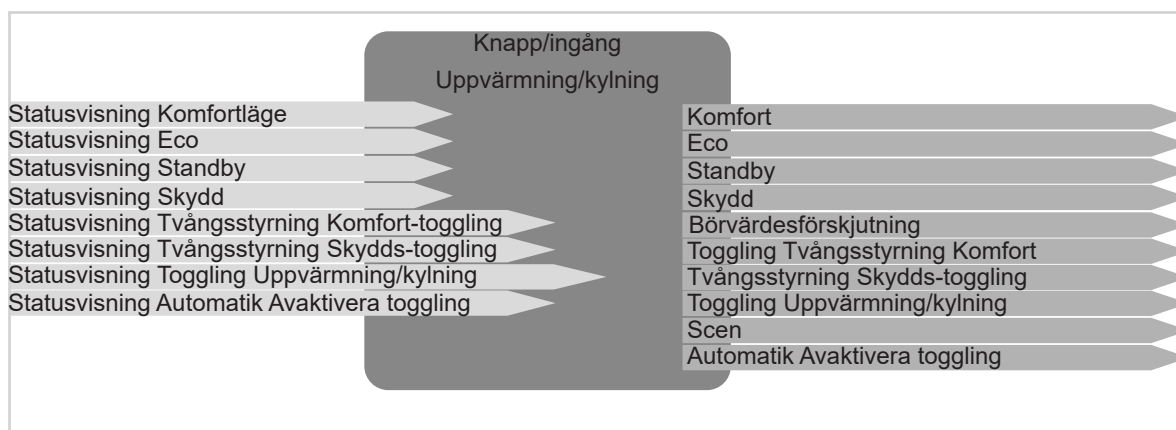 Knapp/ingång
Uppvärmning/kylning
Statusvisning Komfortläge
Statusvisning Eco
Statusvisning Standby
Statusvisning Skydd
Statusvisning Tvångsstyrning Komfort-toggling
Statusvisning Tvångsstyrning Skydds-toggling
Statusvisning Toggling Uppvärmning/kylning
Statusvisning Automatik Avaktivera toggling
Komfort
Eco
Standby
Skydd
Börvärdesförskjutning
Toggling Tvångsstyrning Komfort
Tvångsstyrning Skydds-toggling
Toggling Uppvärmning/kylning
Scen
Automatik Avaktivera toggling